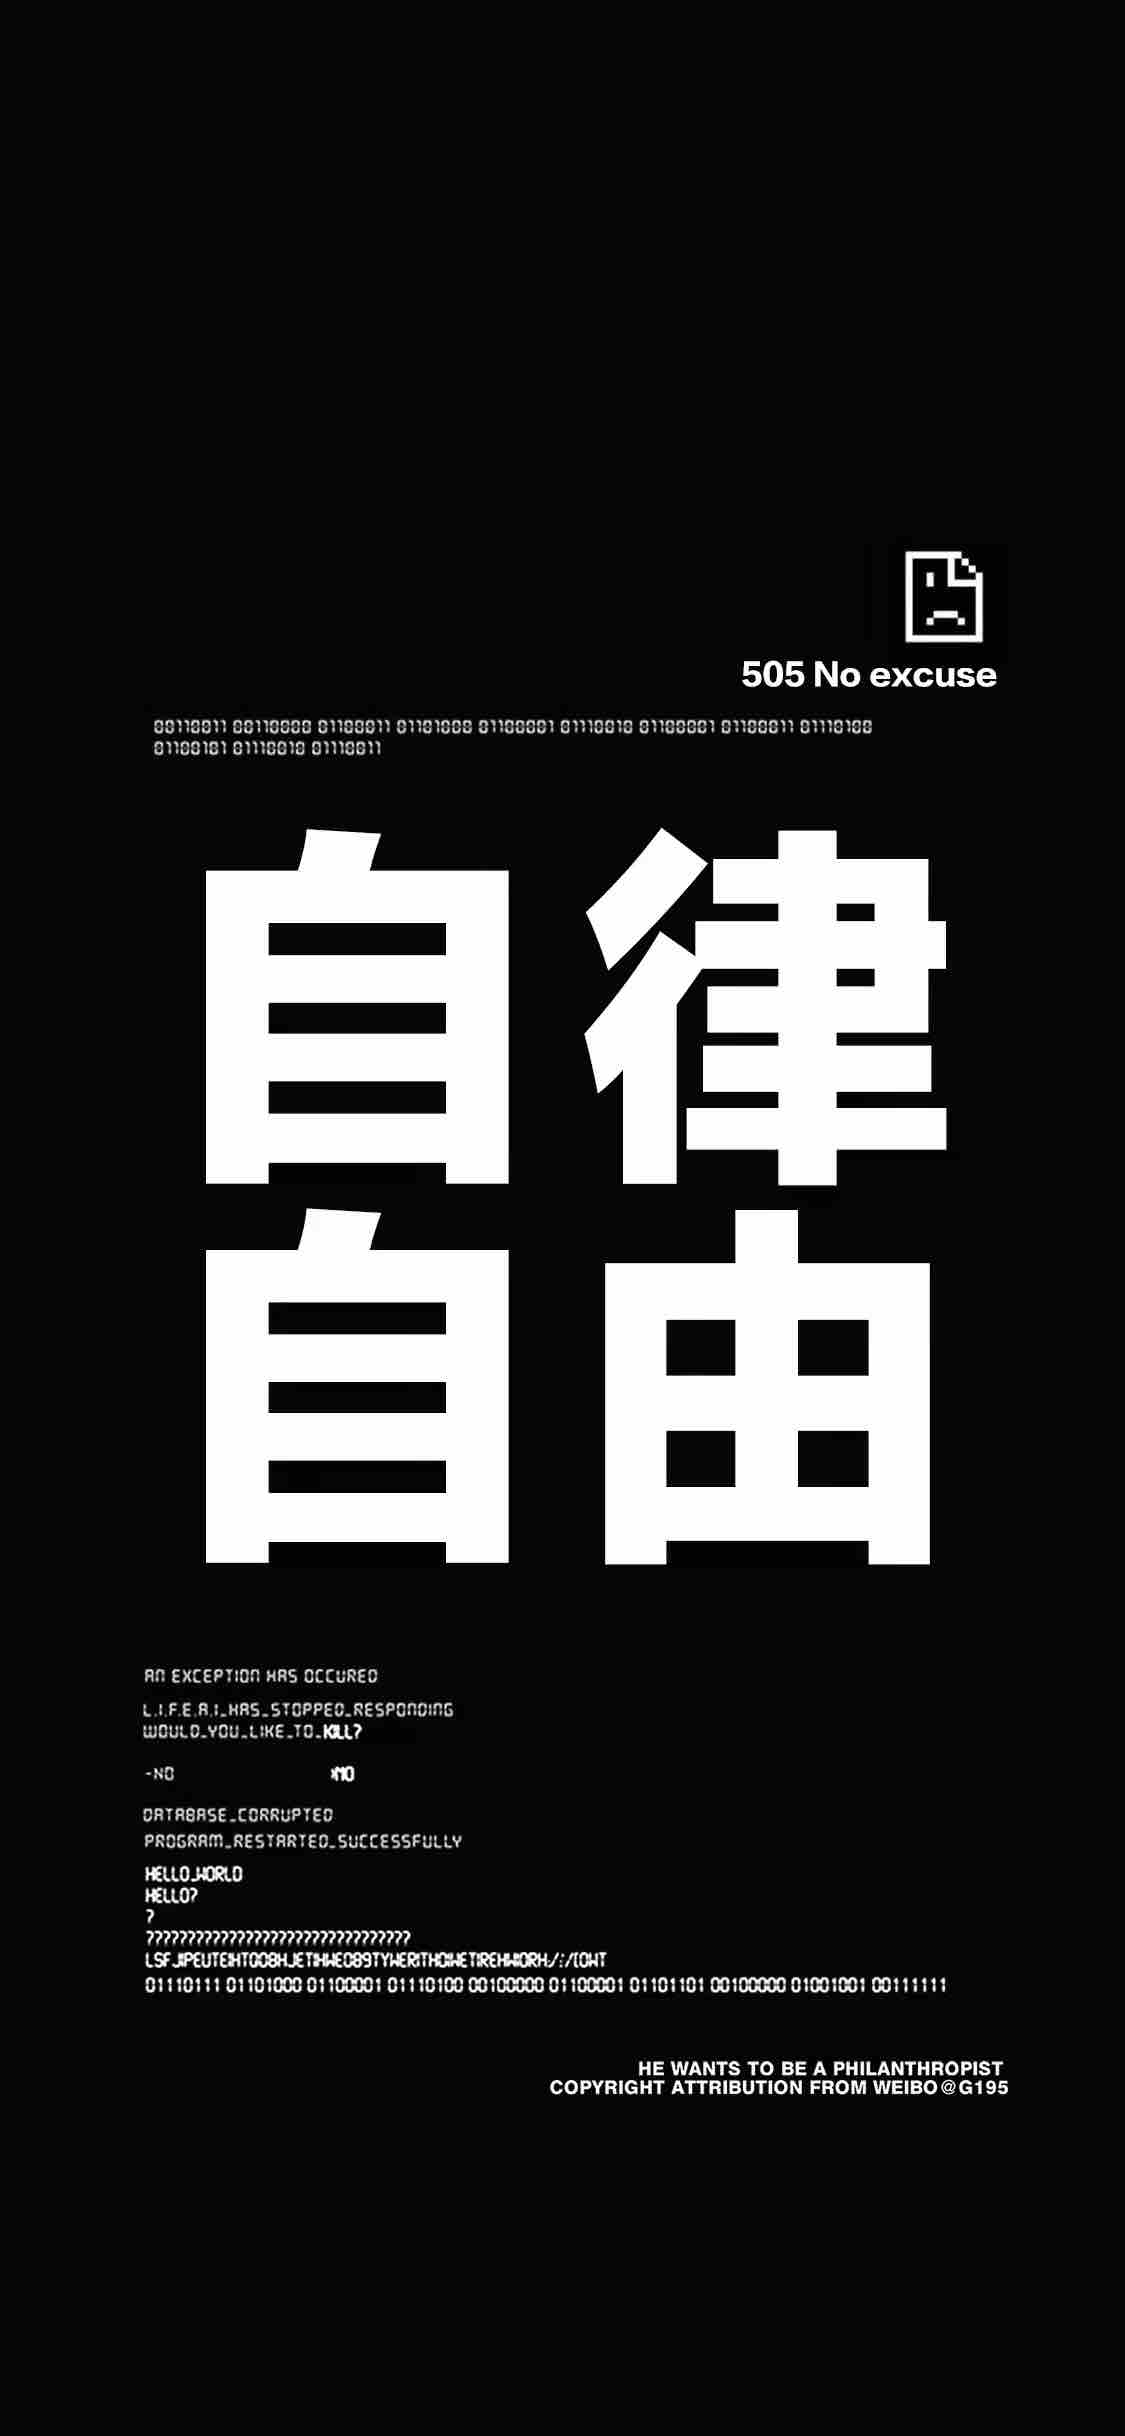 505 No excuse
00110011 00110000 01100011 01101000 01100001 01110010 01100001 01100011 01110100
01100101 01110010 01110011
自律
自由
AN EXCEPTION HAS OCCURED
L.I.F.E.A.I_HAS_STOPPED_RESPONDING
WOULD_YOU_LIKE_TO_KILL?
-NO
DATABASE_CORRUPTED
PROGRAM_RESTARTED_SUCCESSFULLY
HELLO_WORLD
HELLO?
?
01110111 01101000 01100001 01110100 00100000 01100001 01101101 00100000 01001001 00111111
HE WANTS TO BE A PHILANTHROPIST
COPYRIGHT ATTRIBUTION FROM WEIBO@G195